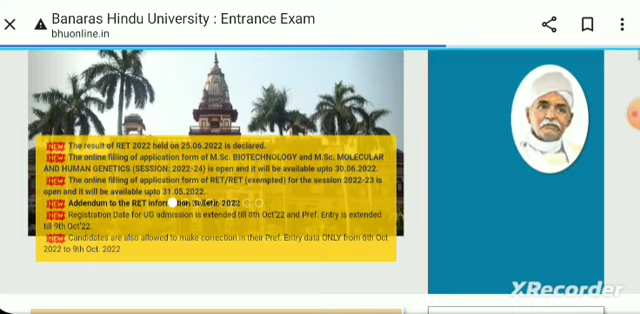 Banaras Hindu University : Entrance Exam
bhuonline.in
NEW The result of RET 2022 held on 25.06.2022 is declared.
NEW The online filling of application form of M.Sc. BIOTECHNOLOGY and M.Sc. MOLECULAR
AND HUMAN GENETICS (SESSION: 2022-24) is open and it will be available upto 30.06.2022.
NEW The online filling of application form of RET/RET (exempted) for the session 2022-23 is
open and it will be available upto 31.05.2022.
NEW Addendum to the RET information Bulletin 2022
NEW Registration Date for UG admission is extended till 8th Oct'22 and Pref. Entry is extended
till 9th Oct'22.
NEW Candidates are also allowed to make correction in their Pref. Entry data ONLY from 6th Oct
2022 to 9th Oct. 2022
XRecorder